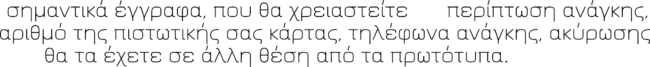 σημαντικά έγγραφα, που θα χρειαστείτε περίπτωση ανάγκης,
αριθμό της πιστωτικής σας κάρτας, τηλέφωνα ανάγκης, ακύρωσης
θα τα έχετε σε άλλη θέση από τα πρωτότυπα.